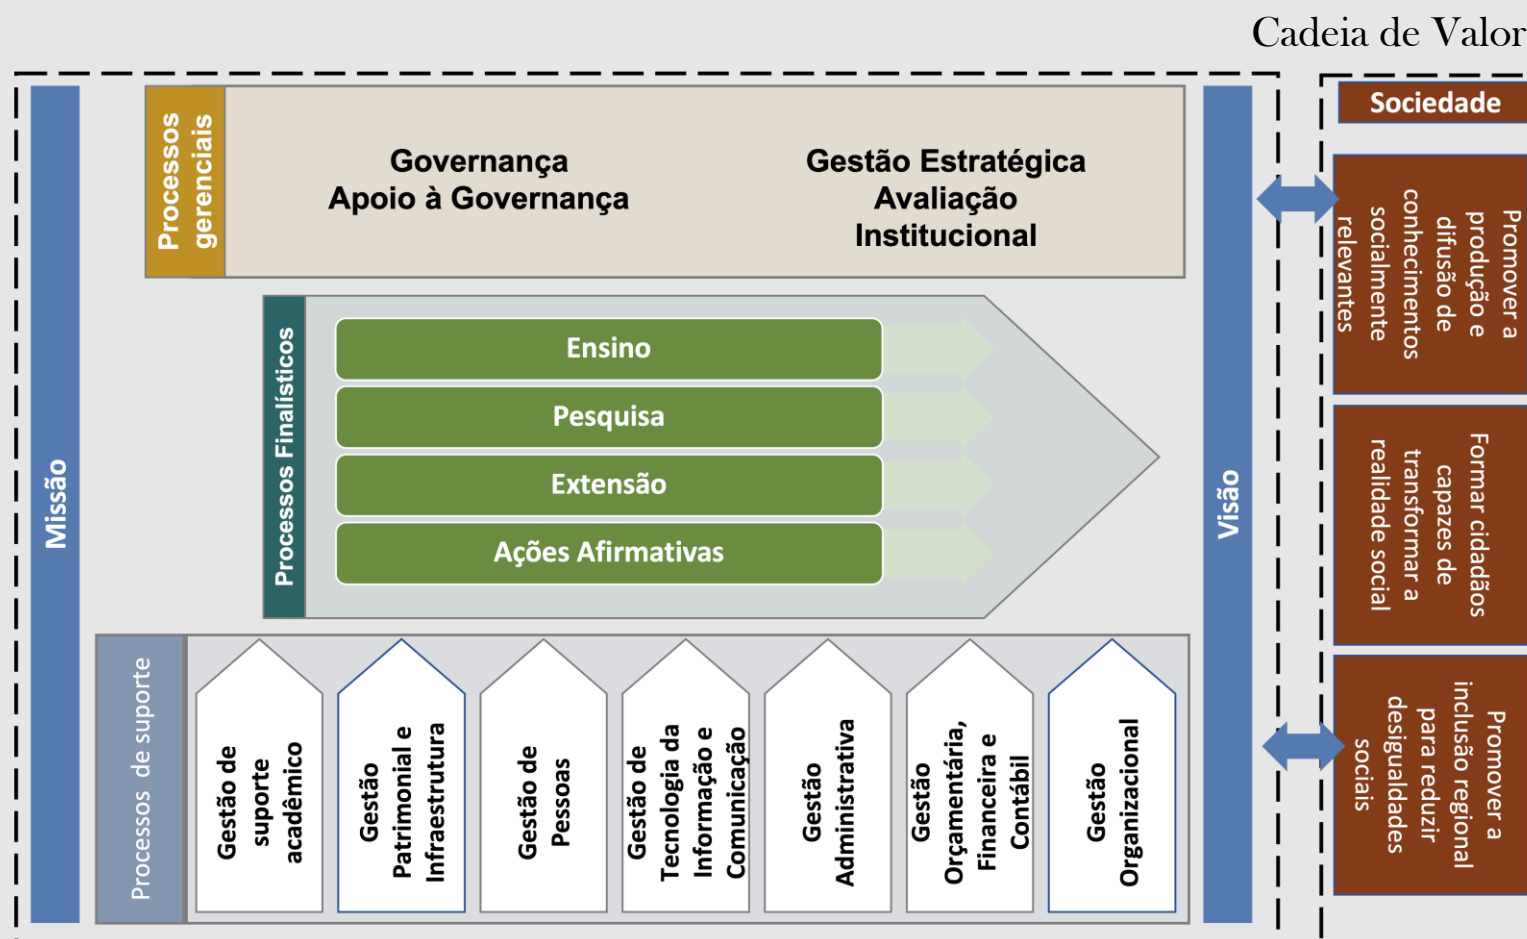 Cadeia de Valor
Missão
Processos
gerenciais
Governança
Apoio à Governança
Gestão Estratégica
Avaliação
Institucional
Processos Finalísticos
Ensino
Pesquisa
Extensão
Ações Afirmativas
Processos de suporte
Gestão de
suporte
acadêmico
Gestão
Patrimonial e
Infraestrutura
Gestão de
Pessoas
Gestão de
Tecnologia da
Informação e
Comunicação
Gestão
Administrativa
Gestão
Orçamentária,
Financeira e
Contábil
Gestão
Organizacional
Visão
Sociedade
Promover a
produção e
difusão de
conhecimentos
socialmente
relevantes
Formar cidadãos
capazes de
transformar a
realidade social
Promover a
inclusão regional
para reduzir
desigualdades
sociais